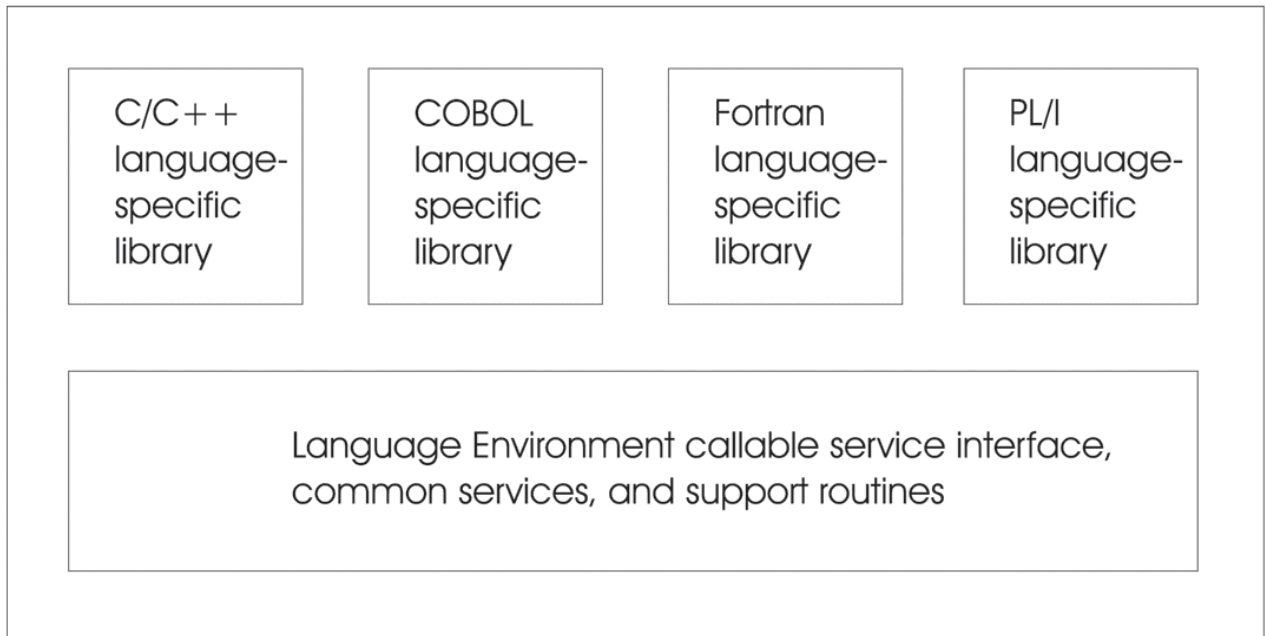 C/C++
language-
specific
library
COBOL
language-
specific
library
Fortran
language-
specific
library
PL/I
language-
specific
library
Language Environment callable service interface,
common services, and support routines